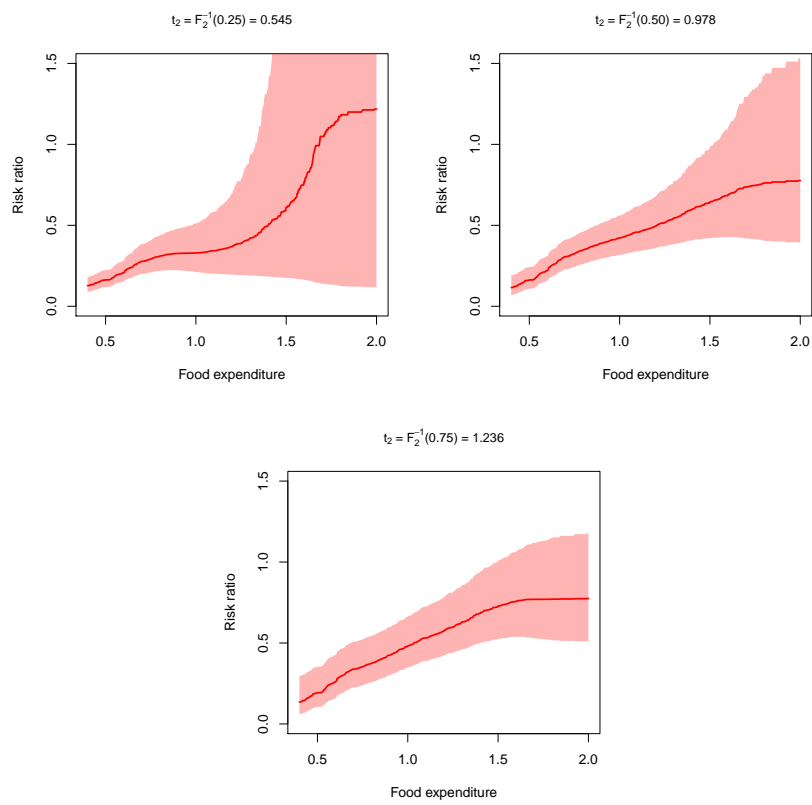 t₂ = F₂⁻¹(0.25) = 0.545
Risk ratio
1.5
1.0
0.5
0.0
0.5 1.0 1.5 2.0
Food expenditure
t₂ = F₂⁻¹(0.50) = 0.978
Risk ratio
1.5
1.0
0.5
0.0
0.5 1.0 1.5 2.0
Food expenditure
t₂ = F₂⁻¹(0.75) = 1.236
Risk ratio
1.5
1.0
0.5
0.0
0.5 1.0 1.5 2.0
Food expenditure